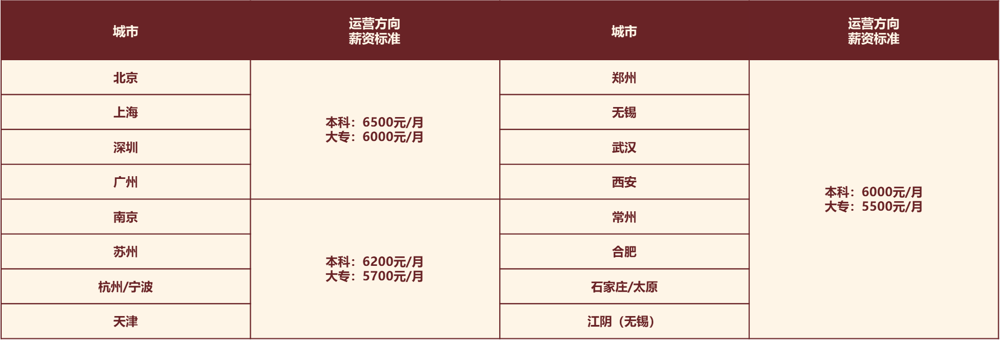 城市
运营方向
薪资标准
城市
运营方向
薪资标准
北京
郑州
上海
无锡
本科：6500元/月
大专：6000元/月
深圳
武汉
广州
西安
本科：6000元/月
大专：5500元/月
南京
常州
苏州
合肥
本科：6200元/月
大专：5700元/月
杭州/宁波
石家庄/太原
天津
江阴（无锡）